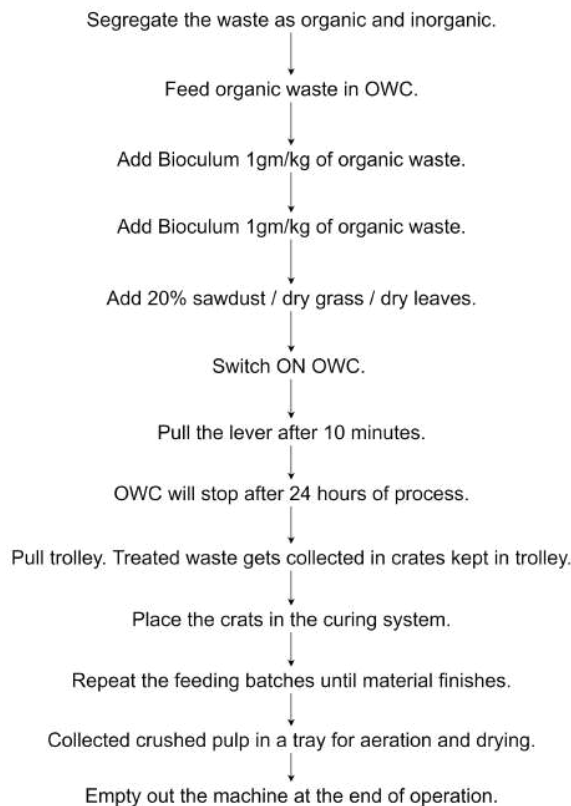 Segregate the waste as organic and inorganic.
Feed organic waste in OWC.
Add Bioculum 1gm/kg of organic waste.
Add Bioculum 1gm/kg of organic waste.
Add 20% sawdust / dry grass / dry leaves.
Switch ON OWC.
Pull the lever after 10 minutes.
OWC will stop after 24 hours of process.
Pull trolley. Treated waste gets collected in crates kept in trolley.
Place the crats in the curing system.
Repeat the feeding batches until material finishes.
Collected crushed pulp in a tray for aeration and drying.
Empty out the machine at the end of operation.